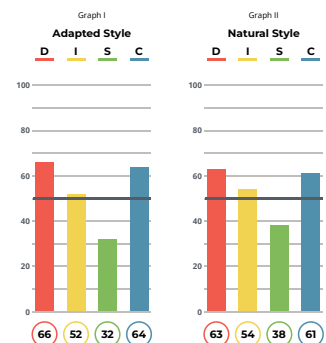 Graph I
Adapted Style
D I S C
100
80
60
40
20
0
66 52 32 64
Graph II
Natural Style
D I S C
100
80
60
40
20
0
63 54 38 61